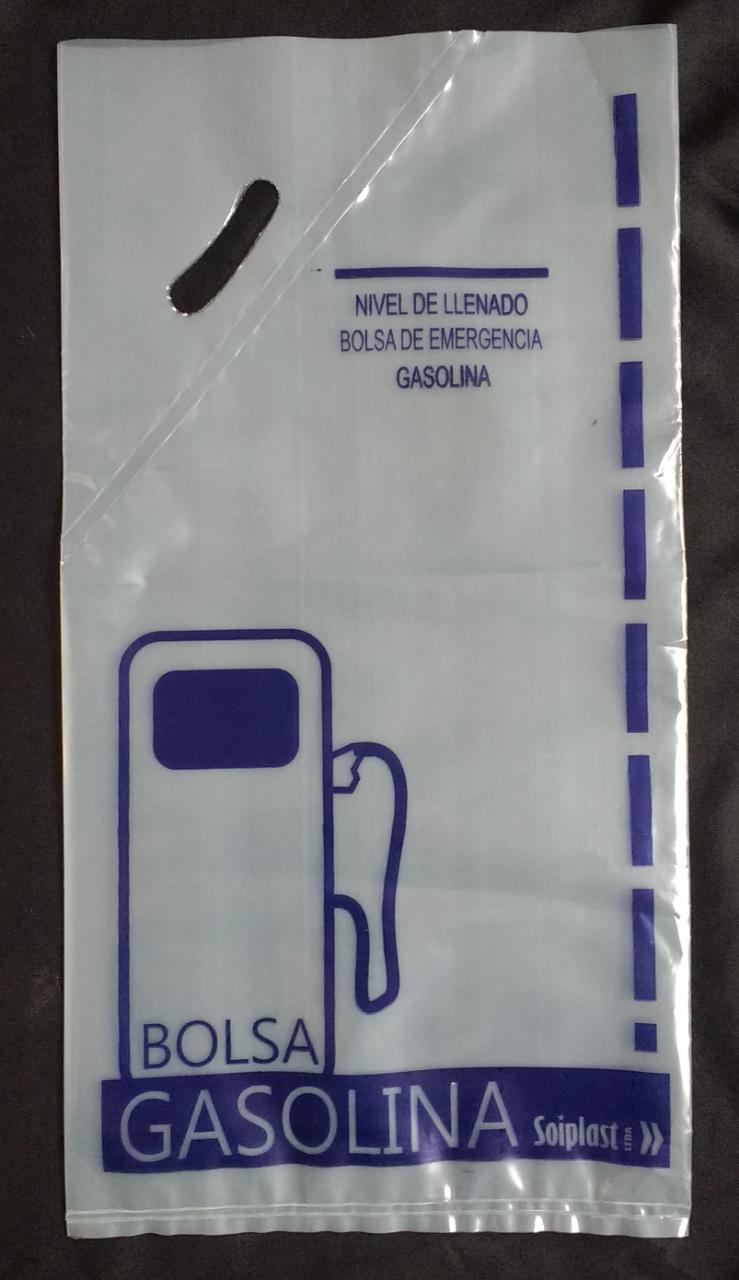 NIVEL DE LLENADO
BOLSA DE EMERGENCIA
GASOLINA
BOLSA
GASOLINA
Soiplast LTDA